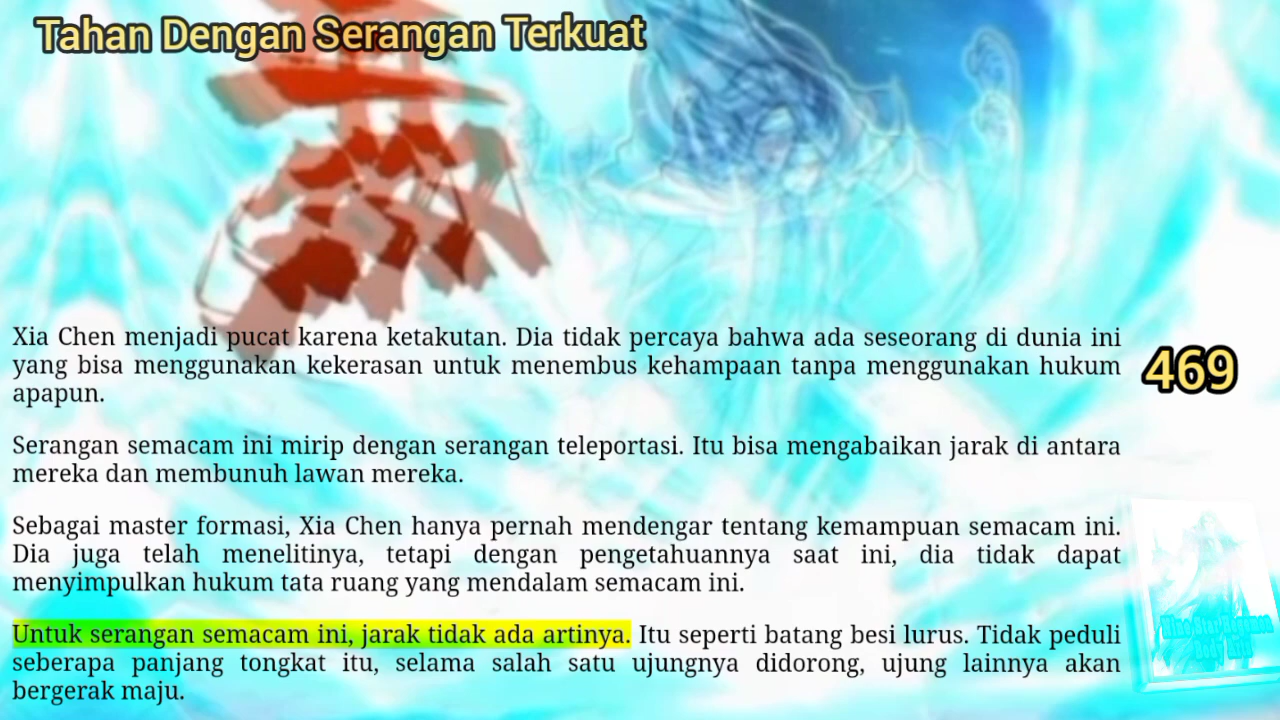 Tahan Dengan Serangan Terkuat
Xia Chen menjadi pucat karena ketakutan. Dia tidak percaya bahwa ada seseorang di dunia ini
yang bisa menggunakan kekerasan untuk menembus kehampaan tanpa menggunakan hukum
apapun.
469
Serangan semacam ini mirip dengan serangan teleportasi. Itu bisa mengabaikan jarak di antara
mereka dan membunuh lawan mereka.
Sebagai master formasi, Xia Chen hanya pernah mendengar tentang kemampuan semacam ini.
Dia juga telah menelitinya, tetapi dengan pengetahuannya saat ini, dia tidak dapat
menyimpulkan hukum tata ruang yang mendalam semacam ini.
Untuk serangan semacam ini, jarak tidak ada artinya. Itu seperti batang besi lurus. Tidak peduli
seberapa panjang tongkat itu, selama salah satu ujungnya didorong, ujung lainnya akan
bergerak maju.